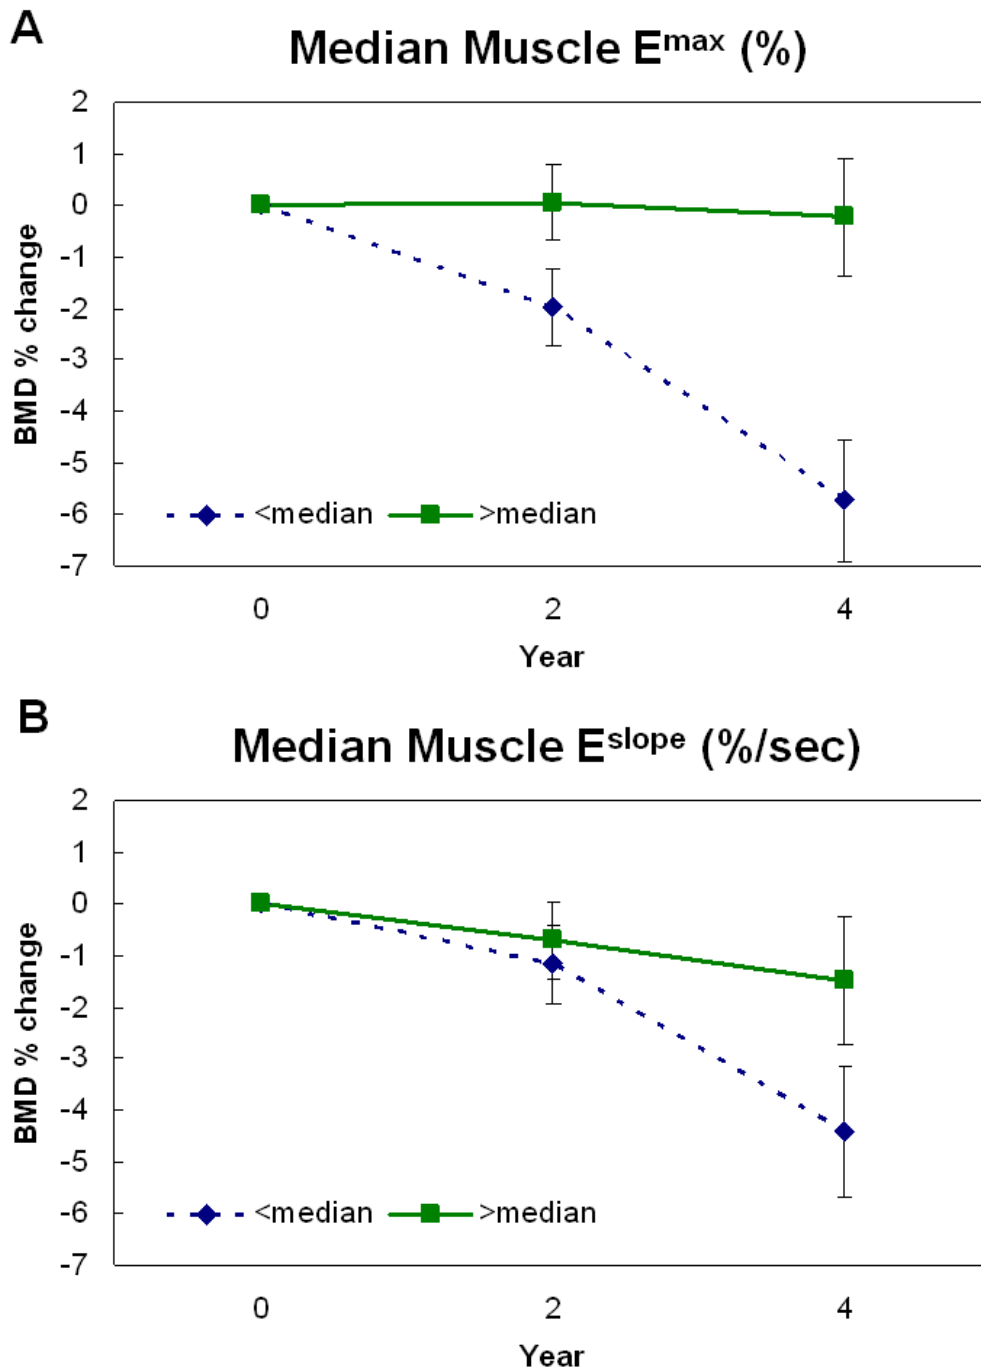 A
Median Muscle E^max (%)
2
1
0
-1
-2
-3
-4
-5
-6
-7
BMD % change
<median >median
0 2 4
Year
B
Median Muscle E^slope (%/sec)
2
1
0
-1
-2
-3
-4
-5
-6
-7
BMD % change
<median >median
0 2 4
Year